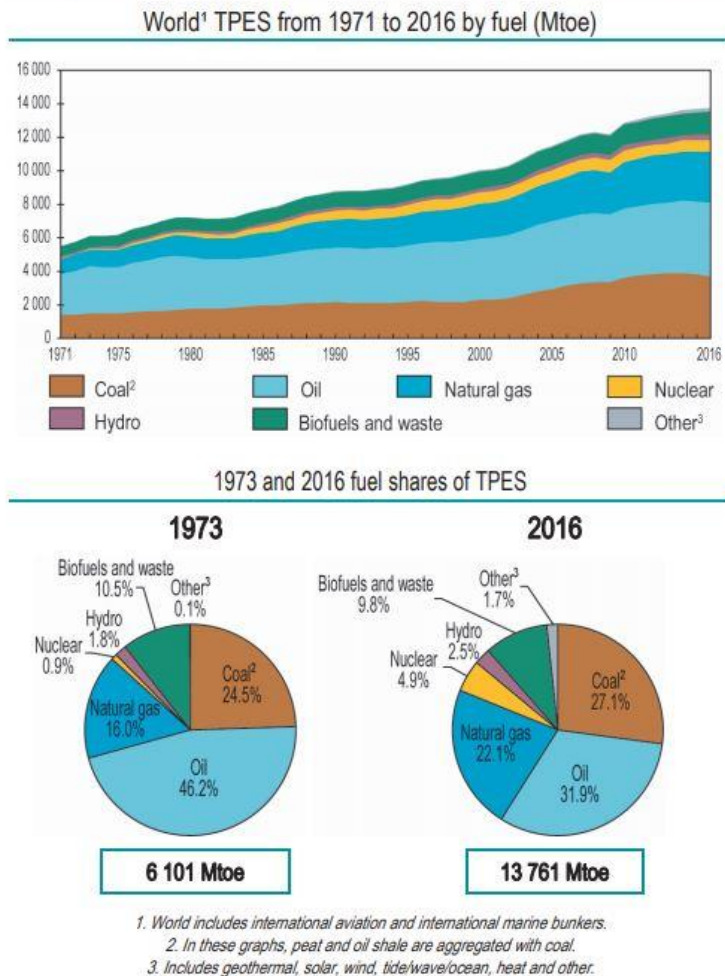 World¹ TPES from 1971 to 2016 by fuel (Mtoe)
16 000
14 000
12 000
10 000
8 000
6 000
4 000
2 000
0
1971 1975 1980 1985 1990 1995 2000 2005 2010 2016
Coal² Oil Natural gas Nuclear
Hydro Biofuels and waste Other³
1973 and 2016 fuel shares of TPES
1973
Biofuels and waste
10.5%
Other³
0.1%
Hydro
1.8%
Nuclear
0.9%
Coal²
24.5%
Natural gas
16.0%
Oil
46.2%
6 101 Mtoe
2016
Biofuels and waste
9.8%
Other³
1.7%
Hydro
2.5%
Nuclear
4.9%
Coal²
27.1%
Natural gas
22.1%
Oil
31.9%
13 761 Mtoe
1. World includes international aviation and international marine bunkers.
2. In these graphs, peat and oil shale are aggregated with coal.
3. Includes geothermal, solar, wind, tide/wave/ocean, heat and other.